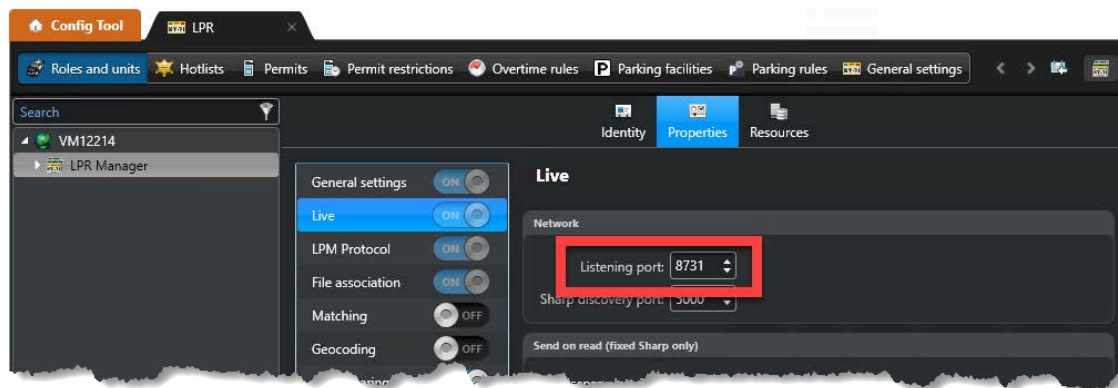 Config Tool
LPR
Roles and units Hotlists Permits Permit restrictions Overtime rules Parking facilities Parking rules General settings
Search
Identity Properties Resources
VM12214
LPR Manager
General settings ON
Live ON
LPM Protocol ON
File association ON
Matching OFF
Geocoding OFF
Live
Network
Listening port: 8731
Sharp discovery port: 5000
Send on read (fixed Sharp only)